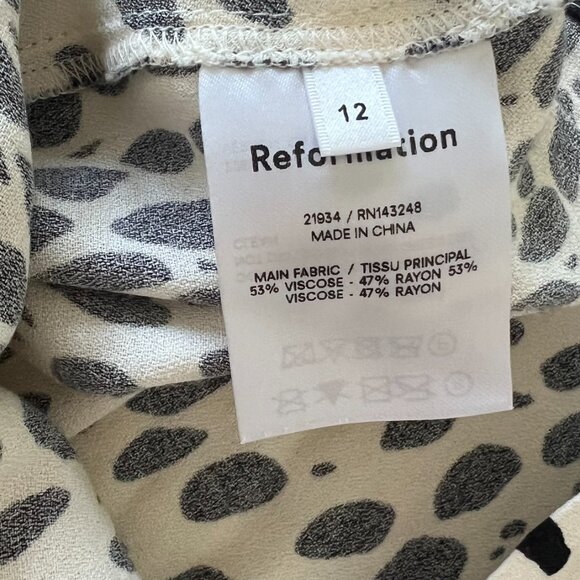 12
Reformation
21934 / RN143248
MADE IN CHINA
MAIN FABRIC / TISSU PRINCIPAL
53% VISCOSE - 47% RAYON 53%
VISCOSE - 47% RAYON